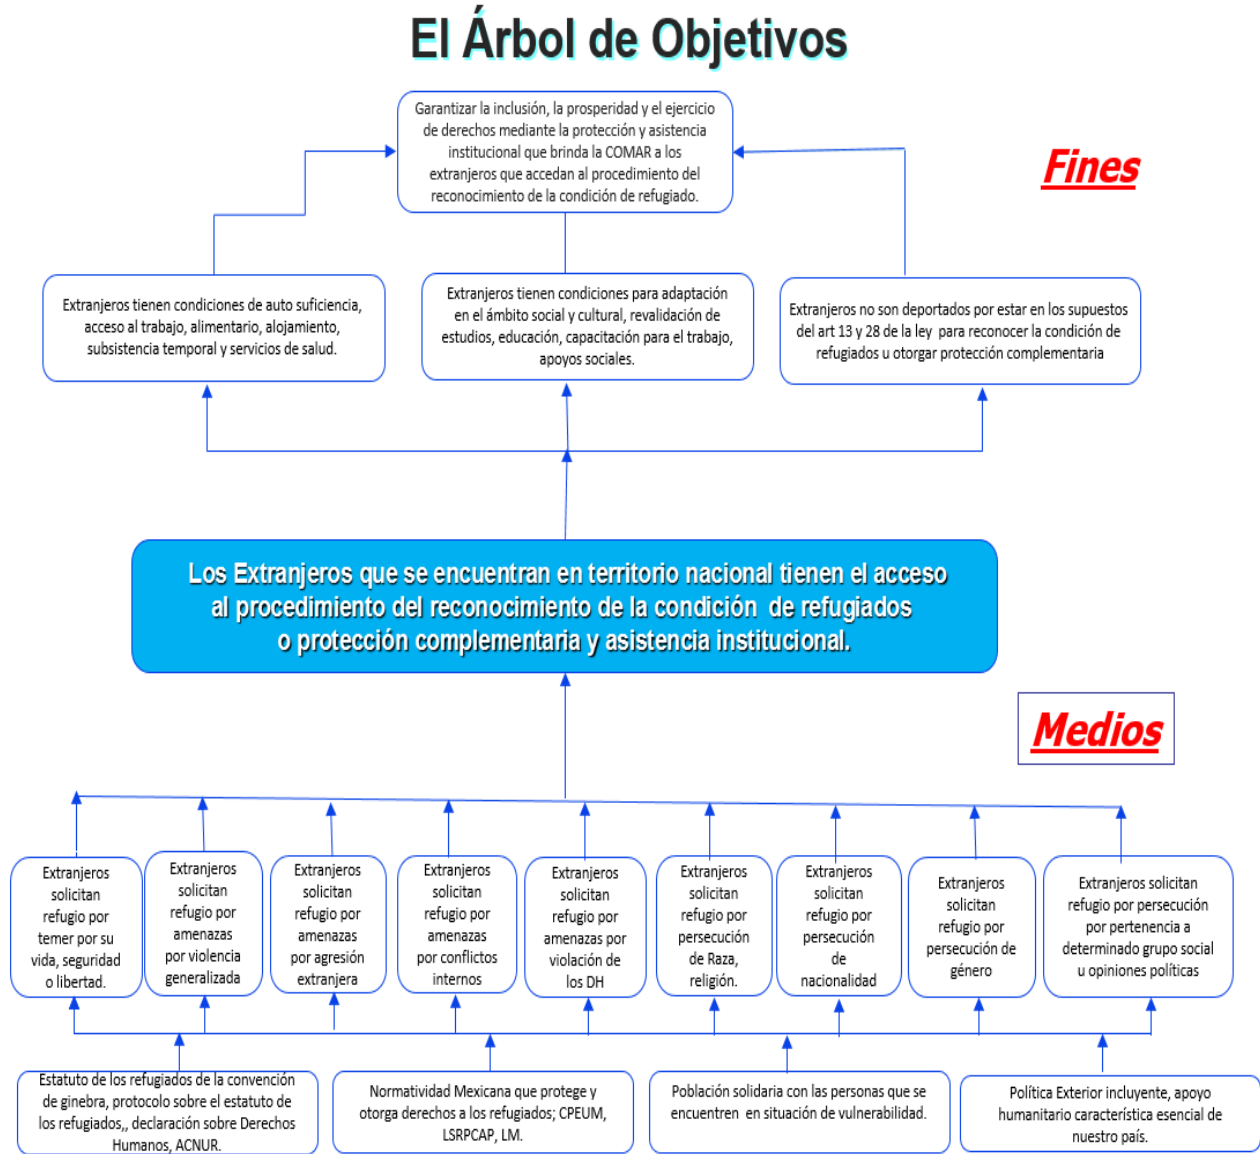 El Árbol de Objetivos
Garantizar la inclusión, la prosperidad y el ejercicio
de derechos mediante la protección y asistencia
institucional que brinda la COMAR a los
extranjeros que accedan al procedimiento del
reconocimiento de la condición de refugiado.
Fines
Extranjeros tienen condiciones de auto suficiencia,
acceso al trabajo, alimentario, alojamiento,
subsistencia temporal y servicios de salud.
Extranjeros tienen condiciones para adaptación
en el ámbito social y cultural, revalidación de
estudios, educación, capacitación para el trabajo,
apoyos sociales.
Extranjeros no son deportados por estar en los supuestos
del art 13 y 28 de la ley para reconocer la condición de
refugiados u otorgar protección complementaria
Los Extranjeros que se encuentran en territorio nacional tienen el acceso
al procedimiento del reconocimiento de la condición de refugiados
o protección complementaria y asistencia institucional.
Medios
Extranjeros
solicitan
refugio por
temer por su
vida, seguridad
o libertad.
Extranjeros
solicitan
refugio por
amenazas
por violencia
generalizada
Extranjeros
solicitan
refugio por
amenazas
por agresión
extranjera
Extranjeros
solicitan
refugio por
amenazas
por conflictos
internos
Extranjeros
solicitan
refugio por
amenazas por
violación de
los DH
Extranjeros
solicitan
refugio por
persecución
de Raza,
religión.
Extranjeros
solicitan
refugio por
persecución
de
nacionalidad
Extranjeros
solicitan
refugio por
persecución de
género
Extranjeros solicitan
refugio por persecución
por pertenencia a
determinado grupo social
u opiniones políticas
Estatuto de los refugiados de la convención
de ginebra, protocolo sobre el estatuto de
los refugiados,, declaración sobre Derechos
Humanos, ACNUR.
Normatividad Mexicana que protege y
otorga derechos a los refugiados; CPEUM,
LSRPCAP, LM.
Población solidaria con las personas que se
encuentren en situación de vulnerabilidad.
Política Exterior incluyente, apoyo
humanitario característica esencial de
nuestro país.